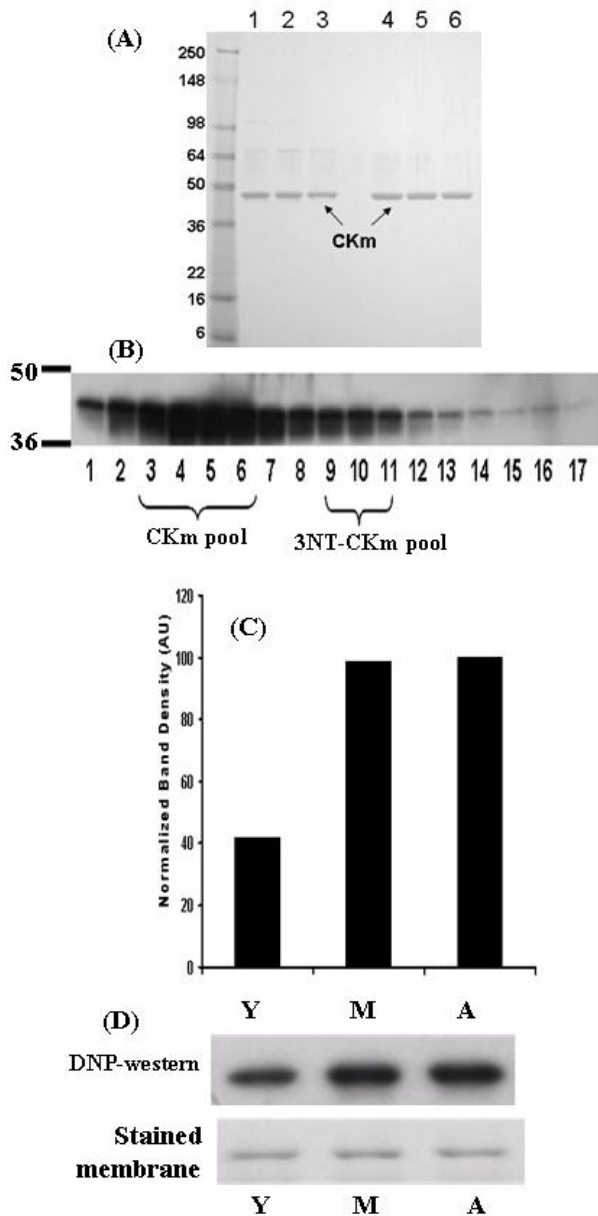 (A)
1 2 3 4 5 6
250
148
98
64
50
36
22
16
6
CKm
(B)
50
36
1 2 3 4 5 6 7 8 9 10 11 12 13 14 15 16 17
CKm pool 3NT-CKm pool
(C)
Normalized Band Density (AU)
120
100
80
60
40
20
0
Y M A
(D)
DNP-western
Stained
membrane
Y M A